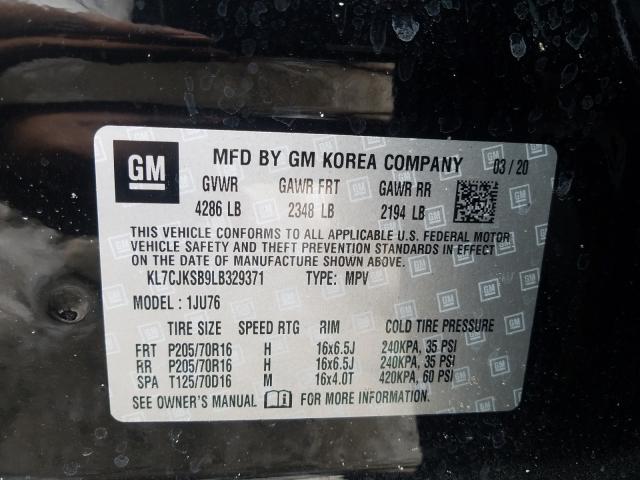 GM MFD BY GM KOREA COMPANY 03/20
GVWR GAWR FRT GAWR RR
4286 LB 2348 LB 2194 LB
THIS VEHICLE CONFORMS TO ALL APPLICABLE U.S. FEDERAL MOTOR
VEHICLE SAFETY AND THEFT PREVENTION STANDARDS IN EFFECT
ON THE DATE OF MANUFACTURE SHOWN ABOVE.
KL7CJKSB9LB329371 TYPE: MPV
MODEL : 1JU76
TIRE SIZE SPEED RTG RIM COLD TIRE PRESSURE
FRT P205/70R16 H 16x6.5J 240KPA, 35 PSI
RR P205/70R16 H 16x6.5J 240KPA, 35 PSI
SPA T125/70D16 M 16x4.0T 420KPA, 60 PSI
SEE OWNER'S MANUAL FOR MORE INFORMATION.